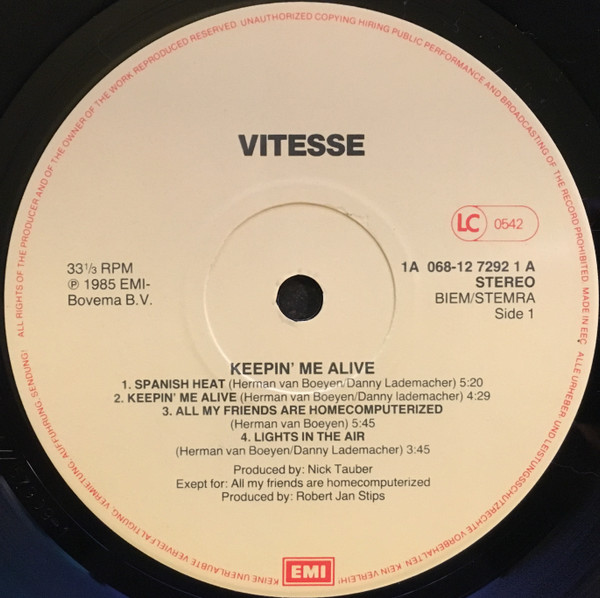 ALL RIGHTS OF THE PRODUCER AND OF THE OWNER OF THE WORK REPRODUCED RESERVED. UNAUTHORIZED COPYING HIRING PUBLIC PERFORMANCE AND BROADCASTING OF THE RECORD PROHIBITED. MADE IN EEC
ALLE URHEBER- UND LEISTUNGSSCHUTZRECHTE VORBEHALTEN. KEIN VERLEIH! KEINE UNERLAUBTE VERVIELFÄLTIGUNG, VERMIETUNG, AUFFÜHRUNG, SENDUNG!
VITESSE
LC 0542
33⅓ RPM
℗ 1985 EMI-
Bovema B.V.
1A 068-12 7292 1 A
STEREO
BIEM/STEMRA
Side 1
KEEPIN' ME ALIVE
1. SPANISH HEAT (Herman van Boeyen/Danny Lademacher) 5:20
2. KEEPIN' ME ALIVE (Herman van Boeyen/Danny lademacher) 4:29
3. ALL MY FRIENDS ARE HOMECOMPUTERIZED
(Herman van Boeyen) 5:45
4. LIGHTS IN THE AIR
(Herman van Boeyen/Danny Lademacher) 3:45
Produced by: Nick Tauber
Exept for: All my friends are homecomputerized
Produced by: Robert Jan Stips
EMI